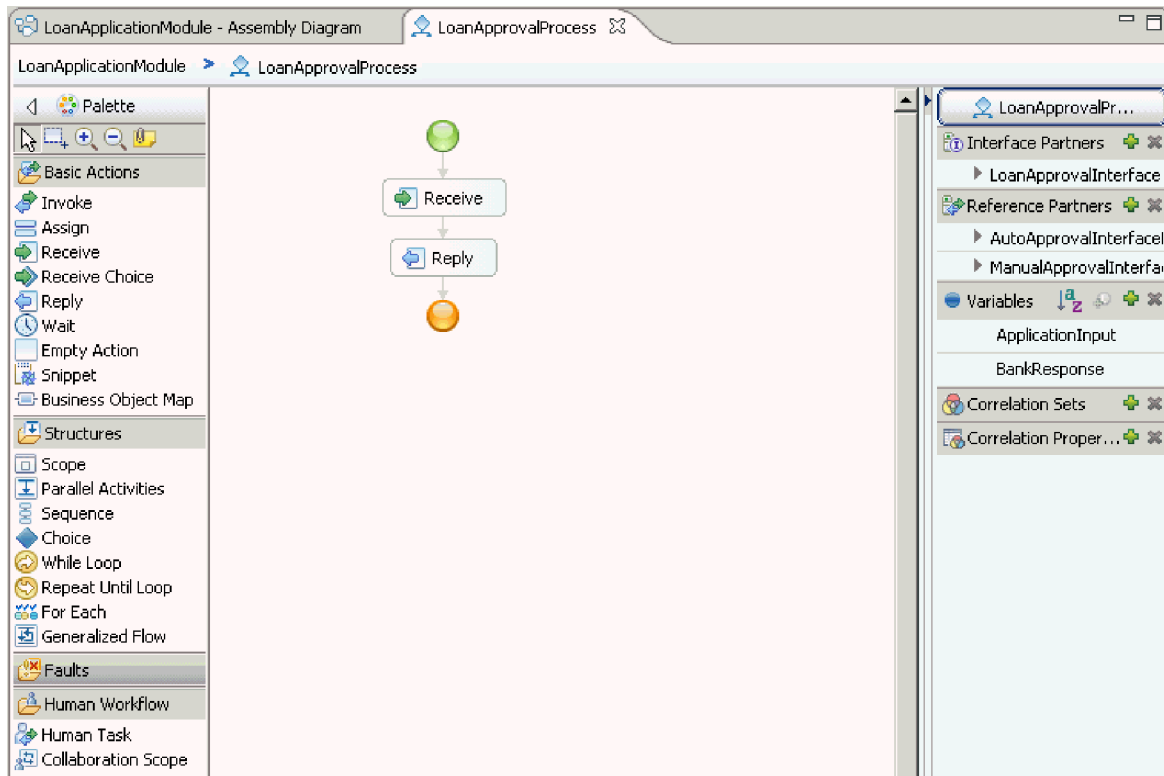 LoanApplicationModule - Assembly Diagram
LoanApprovalProcess
LoanApplicationModule > LoanApprovalProcess
Palette
Basic Actions
Invoke
Assign
Receive
Receive Choice
Reply
Wait
Empty Action
Snippet
Business Object Map
Structures
Scope
Parallel Activities
Sequence
Choice
While Loop
Repeat Until Loop
For Each
Generalized Flow
Faults
Human Workflow
Human Task
Collaboration Scope
Receive
Reply
LoanApprovalPr...
Interface Partners
LoanApprovalInterface
Reference Partners
AutoApprovalInterfaceI
ManualApprovalInterfa
Variables
ApplicationInput
BankResponse
Correlation Sets
Correlation Proper...